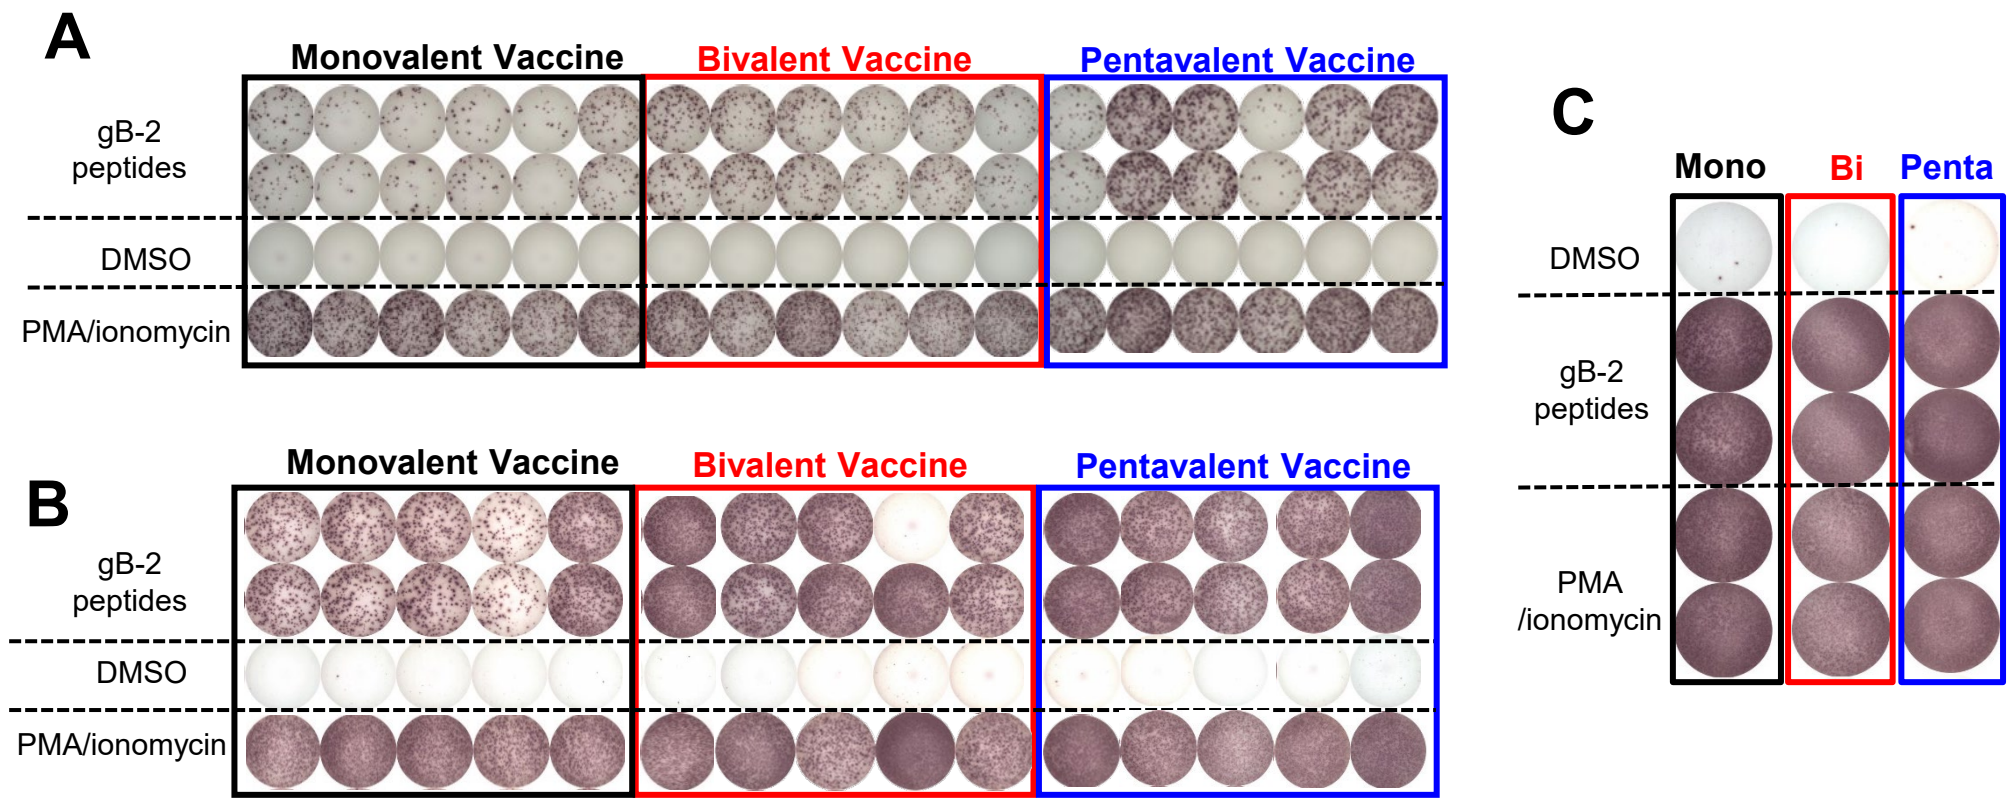 A
Monovalent Vaccine
Bivalent Vaccine
Pentavalent Vaccine
gB-2
peptides
DMSO
PMA/ionomycin
B
Monovalent Vaccine
Bivalent Vaccine
Pentavalent Vaccine
gB-2
peptides
DMSO
PMA/ionomycin
C
Mono
Bi
Penta
DMSO
gB-2
peptides
PMA
/ionomycin